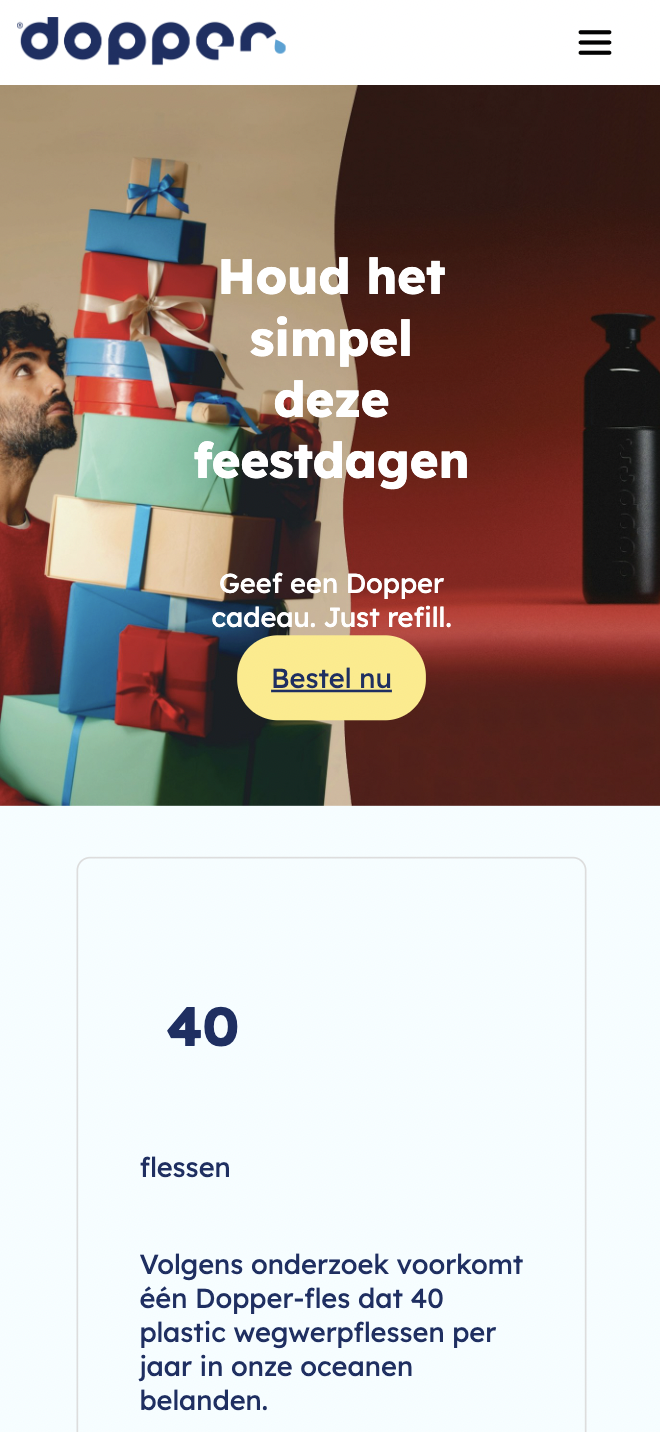 dopper
Houd het
simpel
deze
feestdagen
Geef een Dopper
cadeau. Just refill.
Bestel nu
dopper
40
flessen
Volgens onderzoek voorkomt
één Dopper-fles dat 40
plastic wegwerpflessen per
jaar in onze oceanen
belanden.